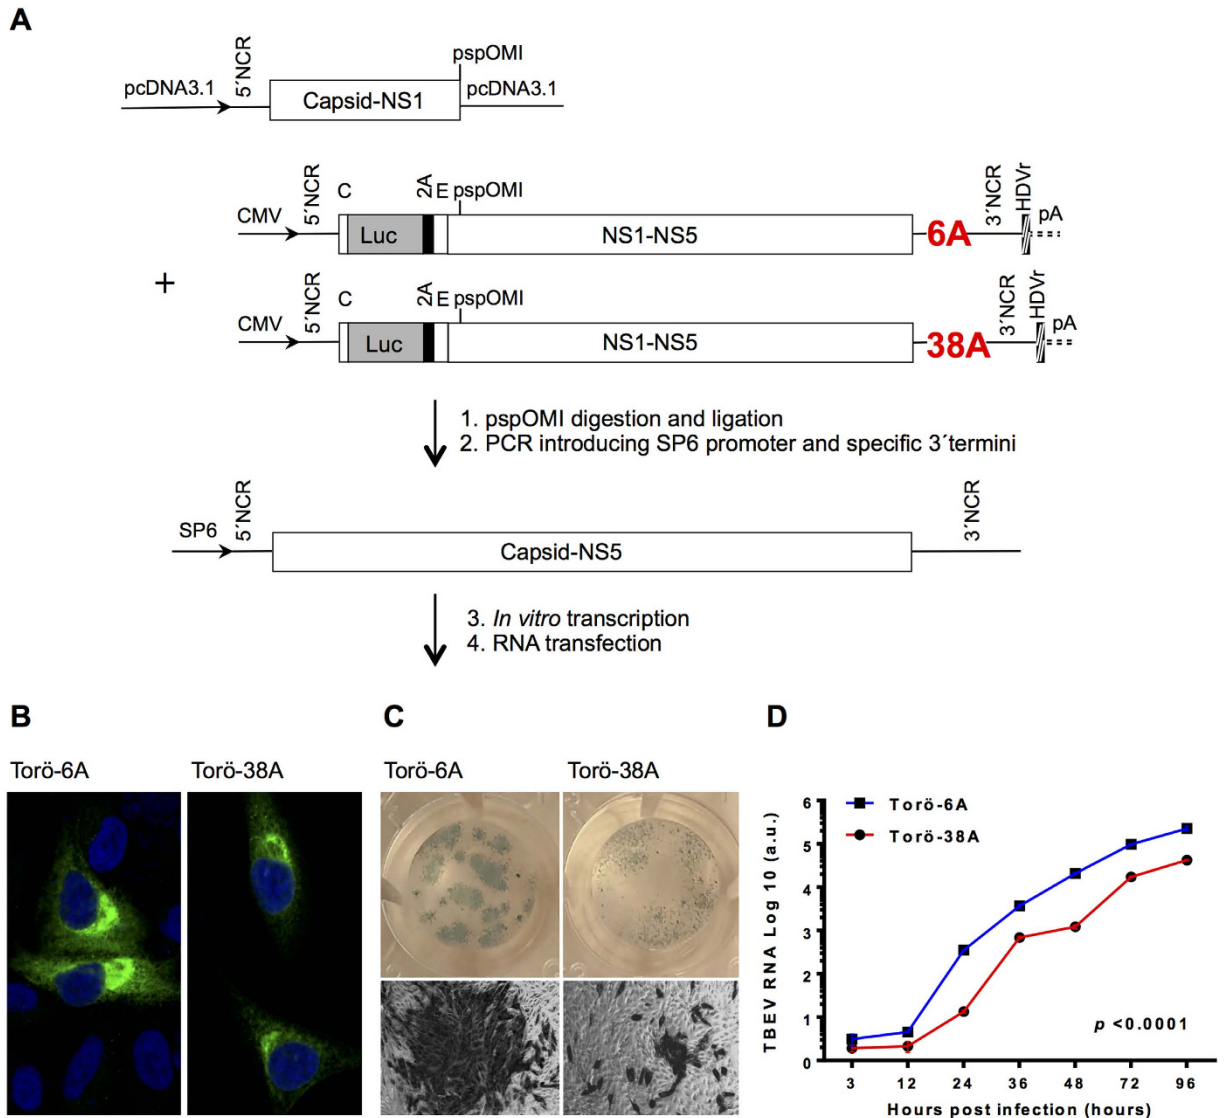 A
pcDNA3.1
5´NCR
pspOMI
Capsid-NS1
pcDNA3.1
CMV
5´NCR
C
2A
E
pspOMI
Luc
NS1-NS5
6A
3´NCR
HDVr
pA
+
CMV
5´NCR
C
2A
E
pspOMI
Luc
NS1-NS5
38A
3´NCR
HDVr
pA
1. pspOMI digestion and ligation
2. PCR introducing SP6 promoter and specific 3´termini
SP6
5´NCR
Capsid-NS5
3´NCR
3. In vitro transcription
4. RNA transfection
B
Torö-6A
Torö-38A
C
Torö-6A
Torö-38A
D
Torö-6A
Torö-38A
TBEV RNA Log 10 (a.u.)
6
5
4
3
2
1
0
p <0.0001
3 12 24 36 48 72 96
Hours post infection (hours)